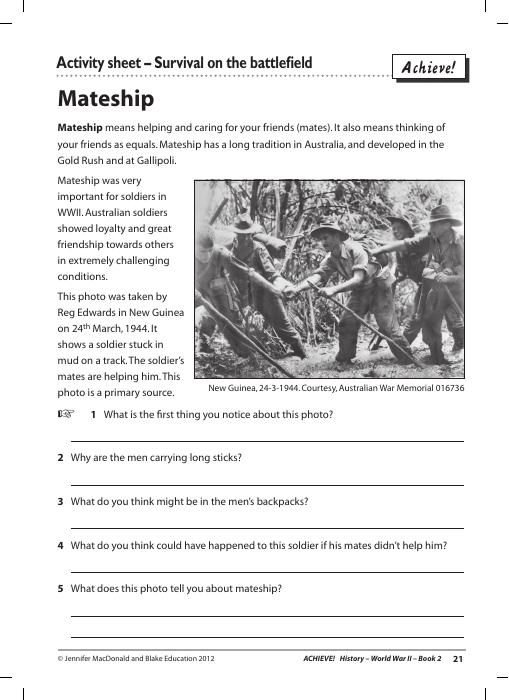 Activity sheet – Survival on the battlefield
Achieve!
Mateship
Mateship means helping and caring for your friends (mates). It also means thinking of
your friends as equals. Mateship has a long tradition in Australia, and developed in the
Gold Rush and at Gallipoli.
Mateship was very
important for soldiers in
WWII. Australian soldiers
showed loyalty and great
friendship towards others
in extremely challenging
conditions.
This photo was taken by
Reg Edwards in New Guinea
on 24th March, 1944. It
shows a soldier stuck in
mud on a track. The soldier's
mates are helping him. This
photo is a primary source.
New Guinea, 24-3-1944. Courtesy, Australian War Memorial 016736
1 What is the first thing you notice about this photo?
2 Why are the men carrying long sticks?
3 What do you think might be in the men's backpacks?
4 What do you think could have happened to this soldier if his mates didn't help him?
5 What does this photo tell you about mateship?
© Jennifer MacDonald and Blake Education 2012
ACHIEVE! History – World War II – Book 2 21